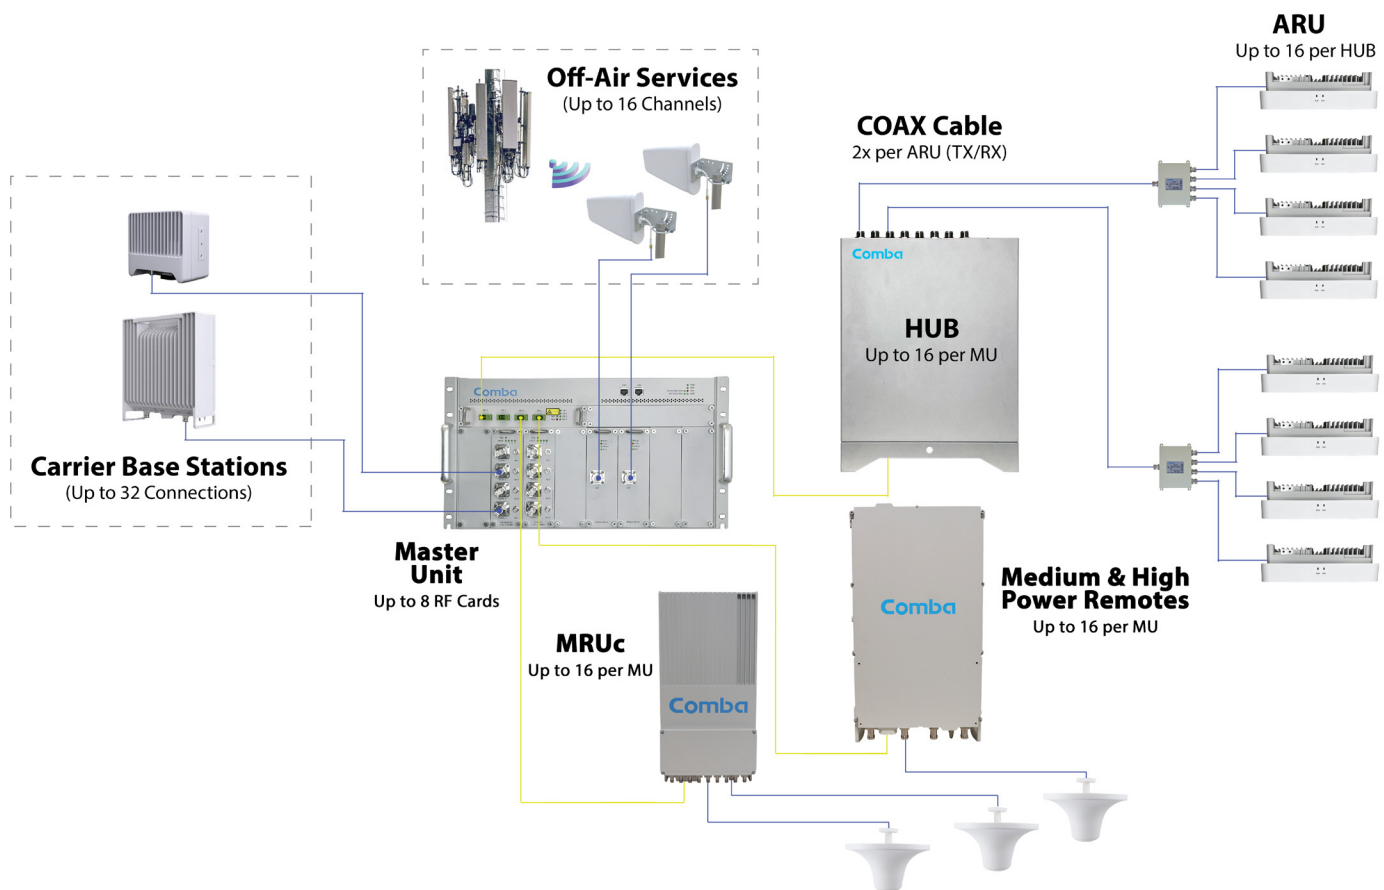 ARU
Up to 16 per HUB
Off-Air Services
(Up to 16 Channels)
COAX Cable
2x per ARU (TX/RX)
Comba
HUB
Up to 16 per MU
Comba
Carrier Base Stations
(Up to 32 Connections)
Master
Unit
Up to 8 RF Cards
Medium & High
Power Remotes
Up to 16 per MU
Comba
MRUc
Up to 16 per MU
Comba